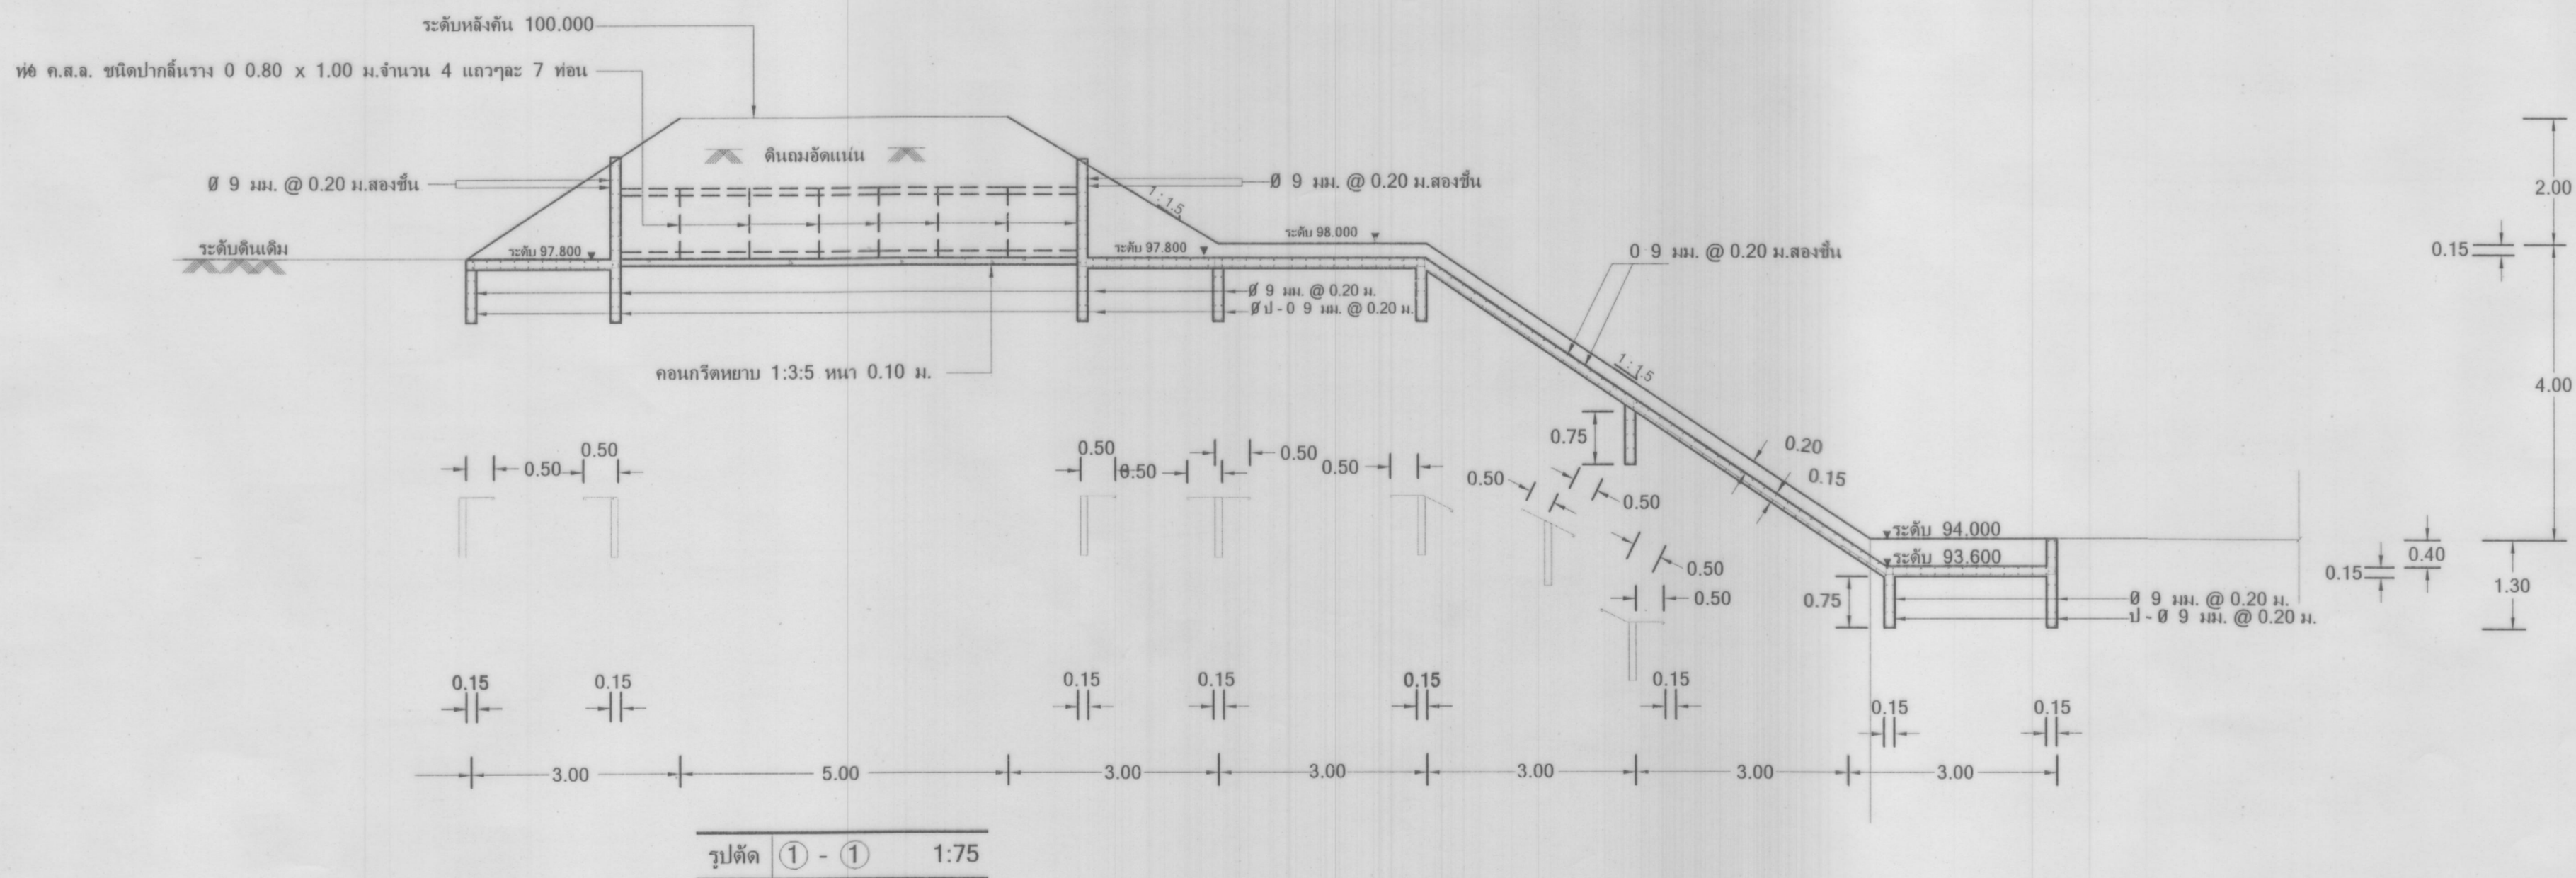 ระดับหลังคัน 100.000
ท่อ ค.ส.ล. ชนิดปากลิ้นราง 0 0.80 x 1.00 ม.จำนวน 4 แถวๆละ 7 ท่อน
ดินถมอัดแน่น
Ø 9 มม. @ 0.20 ม.สองชั้น
Ø 9 มม. @ 0.20 ม.สองชั้น
1 : 1.5
2.00
ระดับดินเดิม
ระดับ 97.800
ระดับ 97.800
ระดับ 98.000
0 9 มม. @ 0.20 ม.สองชั้น
0.15
Ø 9 มม. @ 0.20 ม.
Ø ป - 0 9 มม. @ 0.20 ม.
คอนกรีตหยาบ 1:3:5 หนา 0.10 ม.
1 : 1.5
4.00
0.75
0.20
0.15
0.50
0.50
0.50
0.50
0.50
0.50
0.50
0.50
0.50
0.50
ระดับ 94.000
ระดับ 93.600
0.40
0.15
1.30
0.75
Ø 9 มม. @ 0.20 ม.
ป - Ø 9 มม. @ 0.20 ม.
0.15
0.15
0.15
0.15
0.15
0.15
0.15
0.15
3.00
5.00
3.00
3.00
3.00
3.00
3.00
รูปตัด 1 - 1 1:75